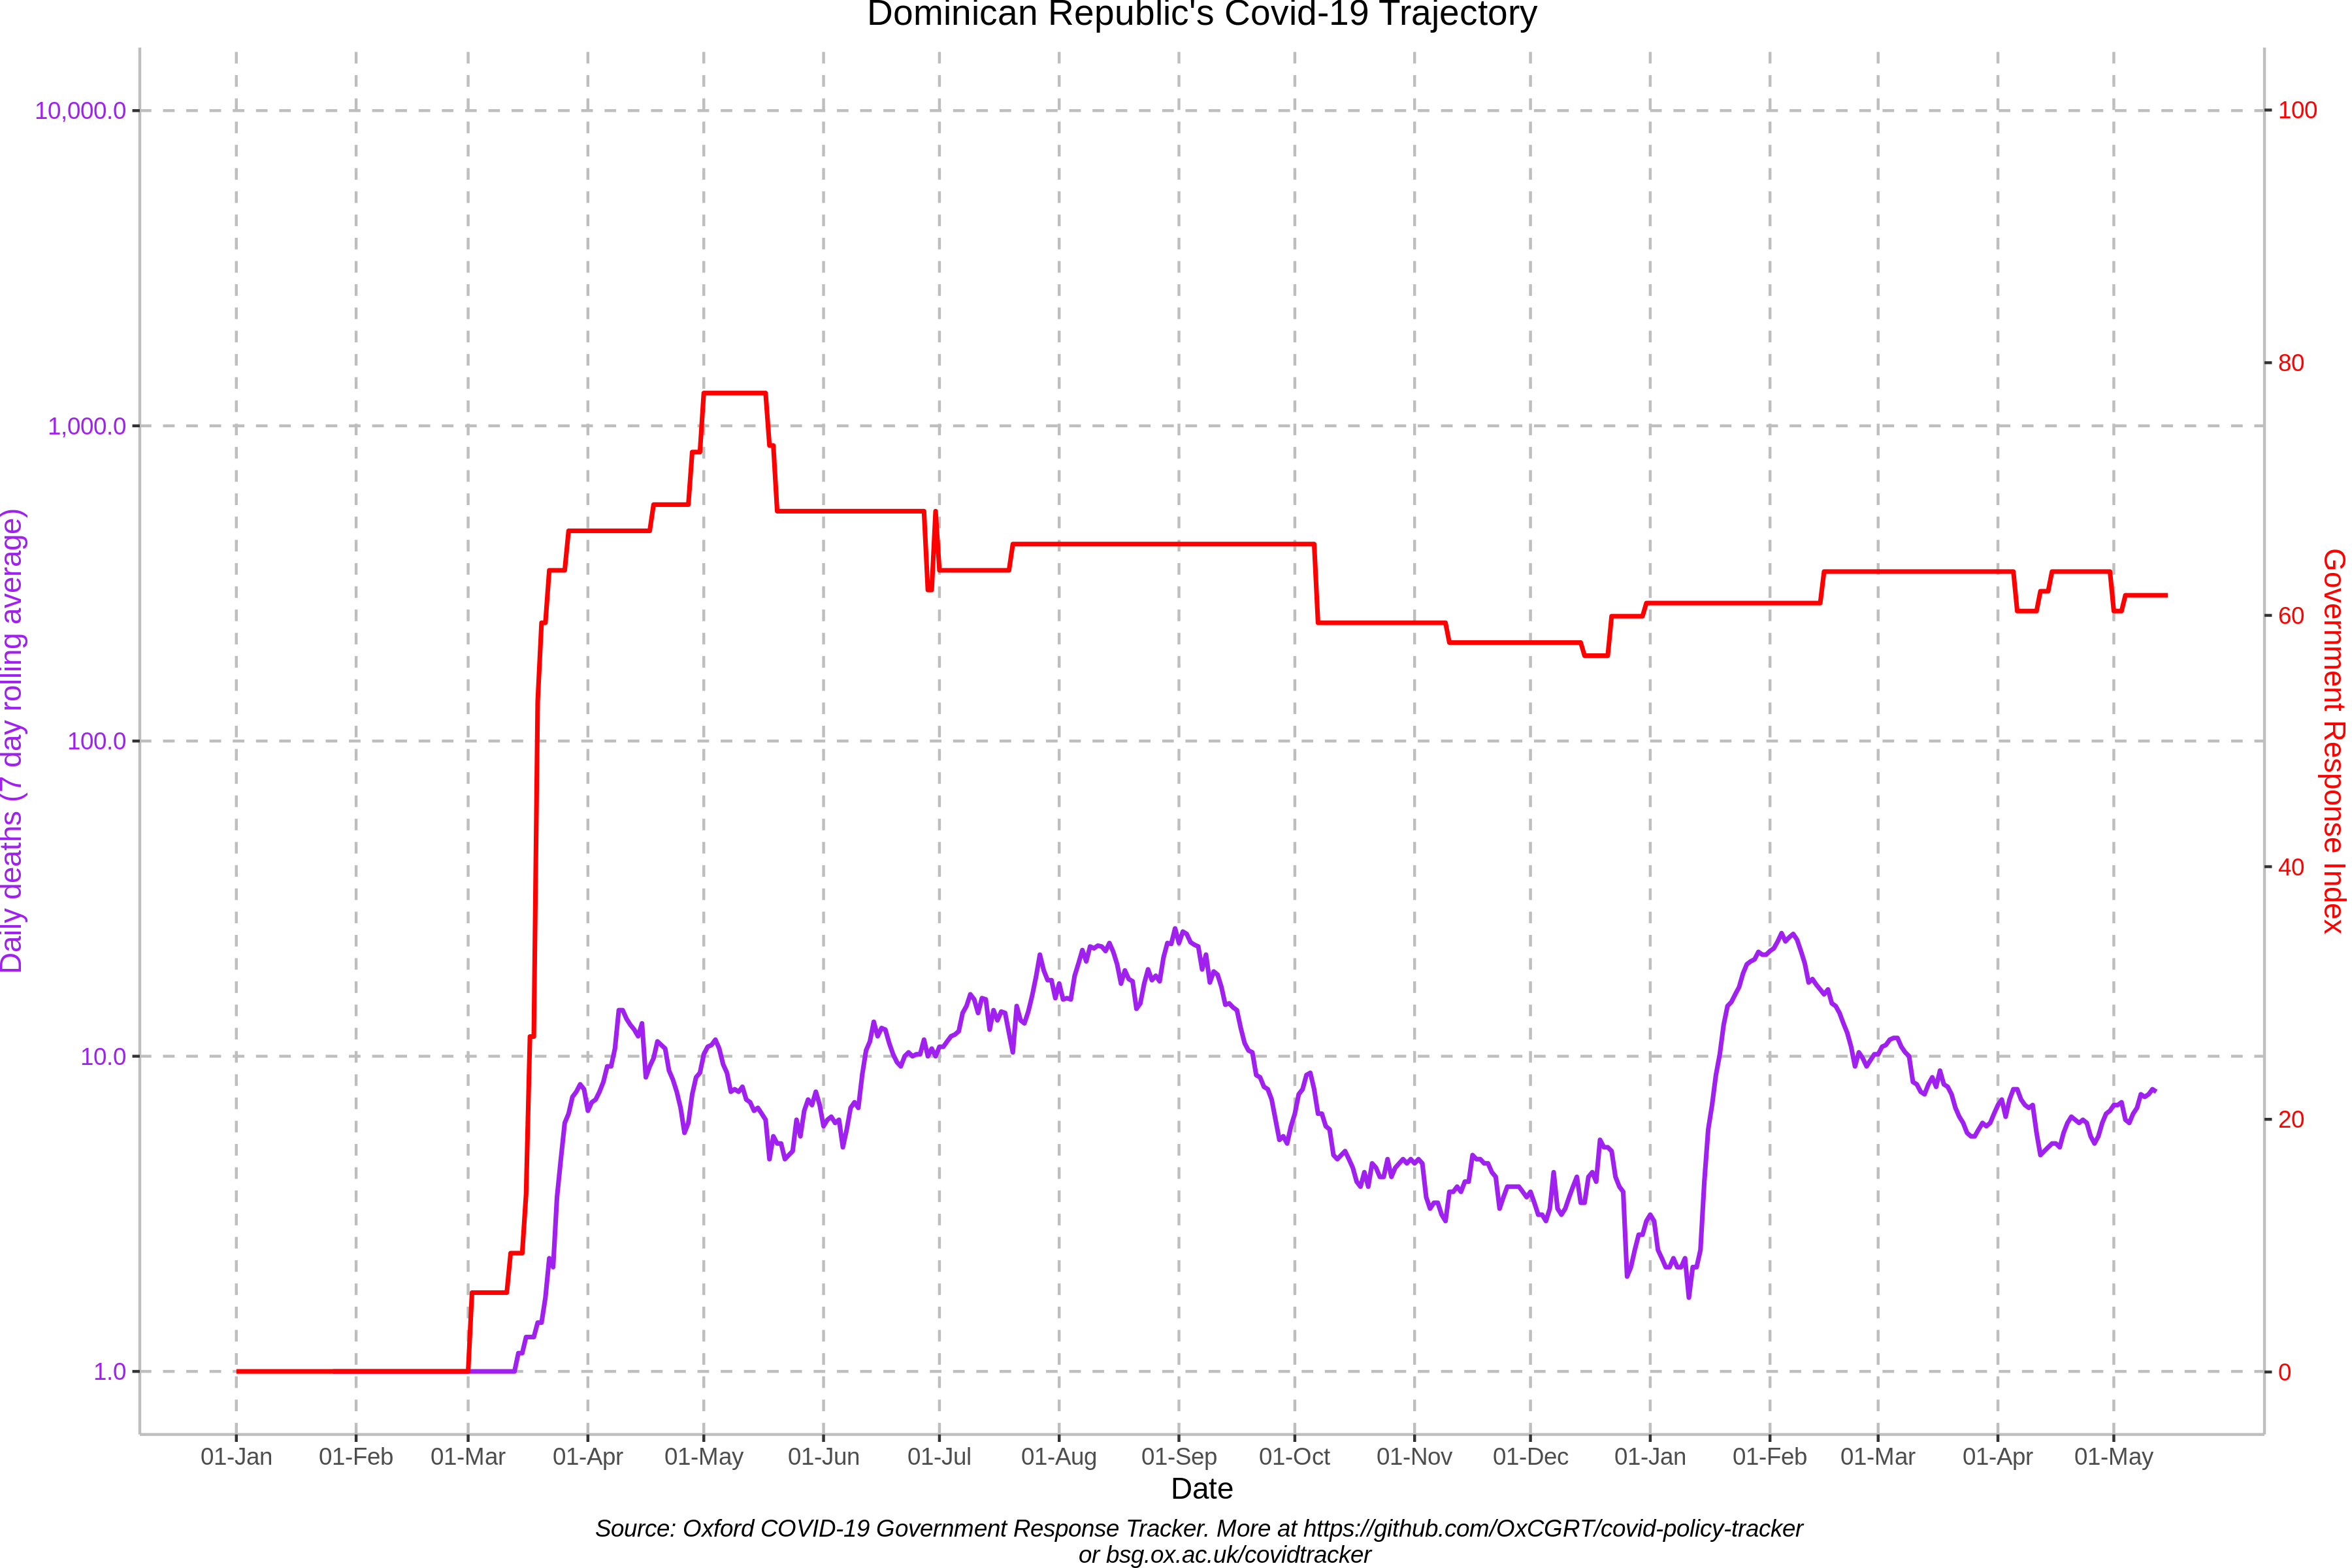 Dominican Republic's Covid-19 Trajectory
Daily deaths (7 day rolling average)
10,000.0
1,000.0
100.0
10.0
1.0
100
80
60
40
20
0
Government Response Index
01-Jan 01-Feb 01-Mar 01-Apr 01-May 01-Jun 01-Jul 01-Aug 01-Sep 01-Oct 01-Nov 01-Dec 01-Jan 01-Feb 01-Mar 01-Apr 01-May
Date
Source: Oxford COVID-19 Government Response Tracker. More at https://github.com/OxCGRT/covid-policy-tracker
or bsg.ox.ac.uk/covidtracker